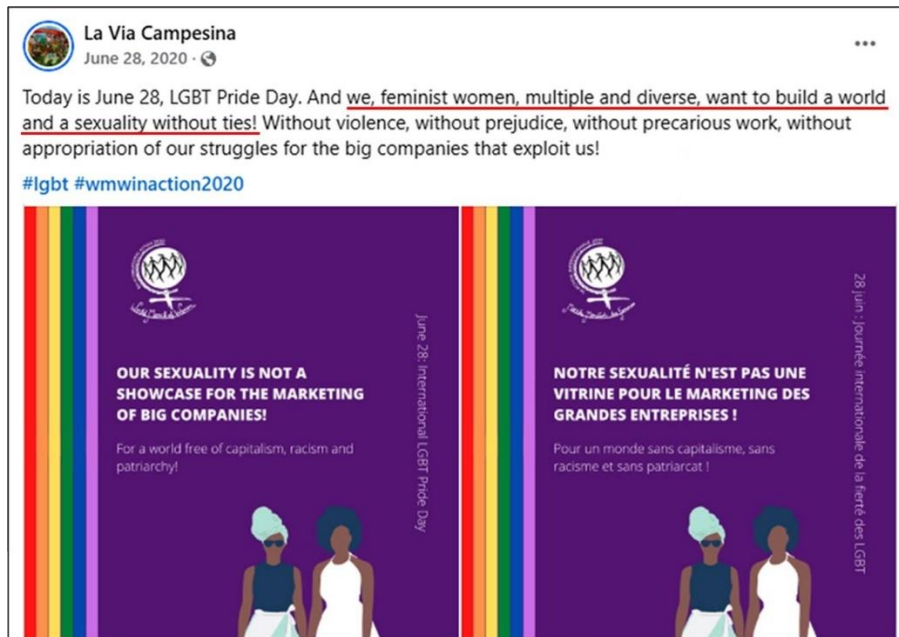 La Via Campesina
June 28, 2020 ·
Today is June 28, LGBT Pride Day. And we, feminist women, multiple and diverse, want to build a world
and a sexuality without ties! Without violence, without prejudice, without precarious work, without
appropriation of our struggles for the big companies that exploit us!
#lgbt #wmwinaction2020
OUR SEXUALITY IS NOT A
SHOWCASE FOR THE MARKETING
OF BIG COMPANIES!
For a world free of capitalism, racism and
patriarchy!
June 28: International LGBT Pride Day
NOTRE SEXUALITÉ N'EST PAS UNE
VITRINE POUR LE MARKETING DES
GRANDES ENTREPRISES !
Pour un monde sans capitalisme, sans
racisme et sans patriarcat !
28 juin : Journée internationale de la fierté des LGBT